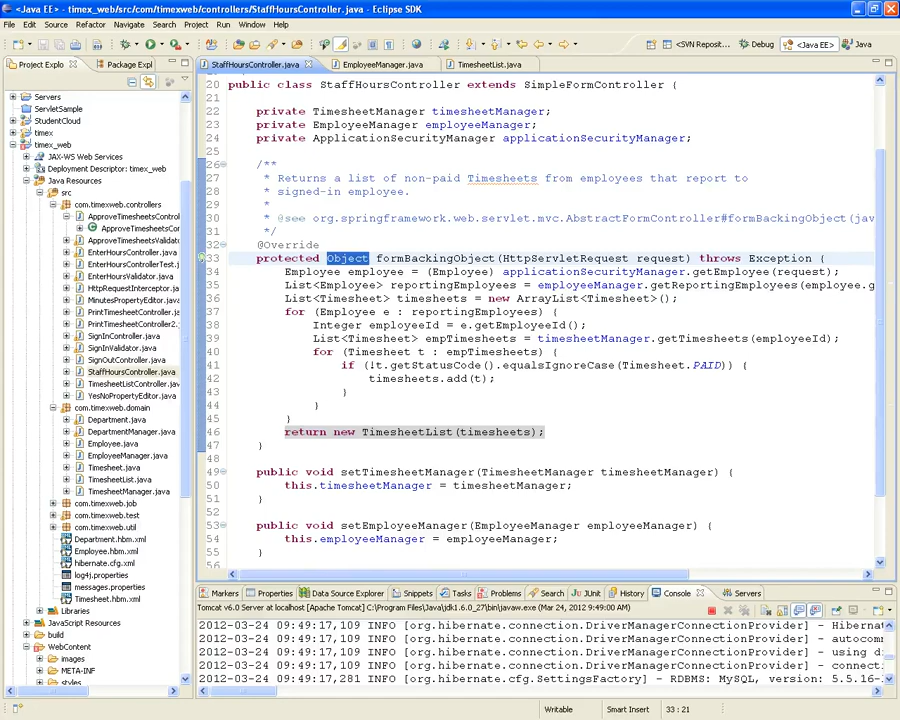 <Java EE> - timex_web/src/com/timexweb/controllers/StaffHoursController.java - Eclipse SDK
File Edit Source Refactor Navigate Search Project Run Window Help
<SVN Reposit... Debug <Java EE> Java
Project Explo Package Expl
StaffHoursController.java EmployeeManager.java TimesheetList.java
Servers
ServletSample
StudentCloud
timex
timex_web
JAX-WS Web Services
Deployment Descriptor: timex_web
Java Resources
src
com.timexweb.controllers
ApproveTimesheetsControl
ApproveTimesheetsCont
ApproveTimesheetsValidato
EnterHoursController.java
EnterHoursControllerTest.
EnterHoursValidator.java
HttpRequestInterceptor.ja
MinutesPropertyEditor.java
PrintTimesheetController.ja
PrintTimesheetController2.
SignInController.java
SignInValidator.java
SignOutController.java
StaffHoursController.java
TimesheetListController.java
YesNoPropertyEditor.java
com.timexweb.domain
Department.java
DepartmentManager.java
Employee.java
EmployeeManager.java
Timesheet.java
TimesheetList.java
TimesheetManager.java
com.timexweb.job
com.timexweb.test
com.timexweb.util
Department.hbm.xml
Employee.hbm.xml
hibernate.cfg.xml
log4j.properties
messages.properties
Timesheet.hbm.xml
Libraries
JavaScript Resources
build
WebContent
images
META-INF
styles
20 public class StaffHoursController extends SimpleFormController {
21
22 private TimesheetManager timesheetManager;
23 private EmployeeManager employeeManager;
24 private ApplicationSecurityManager applicationSecurityManager;
25
26 /**
27 * Returns a list of non-paid Timesheets from employees that report to
28 * signed-in employee.
29 *
30 * @see org.springframework.web.servlet.mvc.AbstractFormController#formBackingObject(jav
31 */
32 @Override
33 protected Object formBackingObject(HttpServletRequest request) throws Exception {
34 Employee employee = (Employee) applicationSecurityManager.getEmployee(request);
35 List<Employee> reportingEmployees = employeeManager.getReportingEmployees(employee.g
36 List<Timesheet> timesheets = new ArrayList<Timesheet>();
37 for (Employee e : reportingEmployees) {
38 Integer employeeId = e.getEmployeeId();
39 List<Timesheet> empTimesheets = timesheetManager.getTimesheets(employeeId);
40 for (Timesheet t : empTimesheets) {
41 if (!t.getStatusCode().equalsIgnoreCase(Timesheet.PAID)) {
42 timesheets.add(t);
43 }
44 }
45 }
46 return new TimesheetList(timesheets);
47 }
48
49 public void setTimesheetManager(TimesheetManager timesheetManager) {
50 this.timesheetManager = timesheetManager;
51 }
52
53 public void setEmployeeManager(EmployeeManager employeeManager) {
54 this.employeeManager = employeeManager;
55 }
56
Markers Properties Data Source Explorer Snippets Tasks Problems Search JUnit History Console Servers
Tomcat v6.0 Server at localhost [Apache Tomcat] C:\Program Files\Java\jdk1.6.0_27\bin\javaw.exe (Mar 24, 2012 9:49:00 AM)
2012-03-24 09:49:17,109 INFO [org.hibernate.connection.DriverManagerConnectionProvider] - Hibernat
2012-03-24 09:49:17,109 INFO [org.hibernate.connection.DriverManagerConnectionProvider] - autocomm
2012-03-24 09:49:17,109 INFO [org.hibernate.connection.DriverManagerConnectionProvider] - using dr
2012-03-24 09:49:17,109 INFO [org.hibernate.connection.DriverManagerConnectionProvider] - connecti
2012-03-24 09:49:17,281 INFO [org.hibernate.cfg.SettingsFactory] - RDBMS: MySQL, version: 5.5.16-
Writable Smart Insert 33 : 21